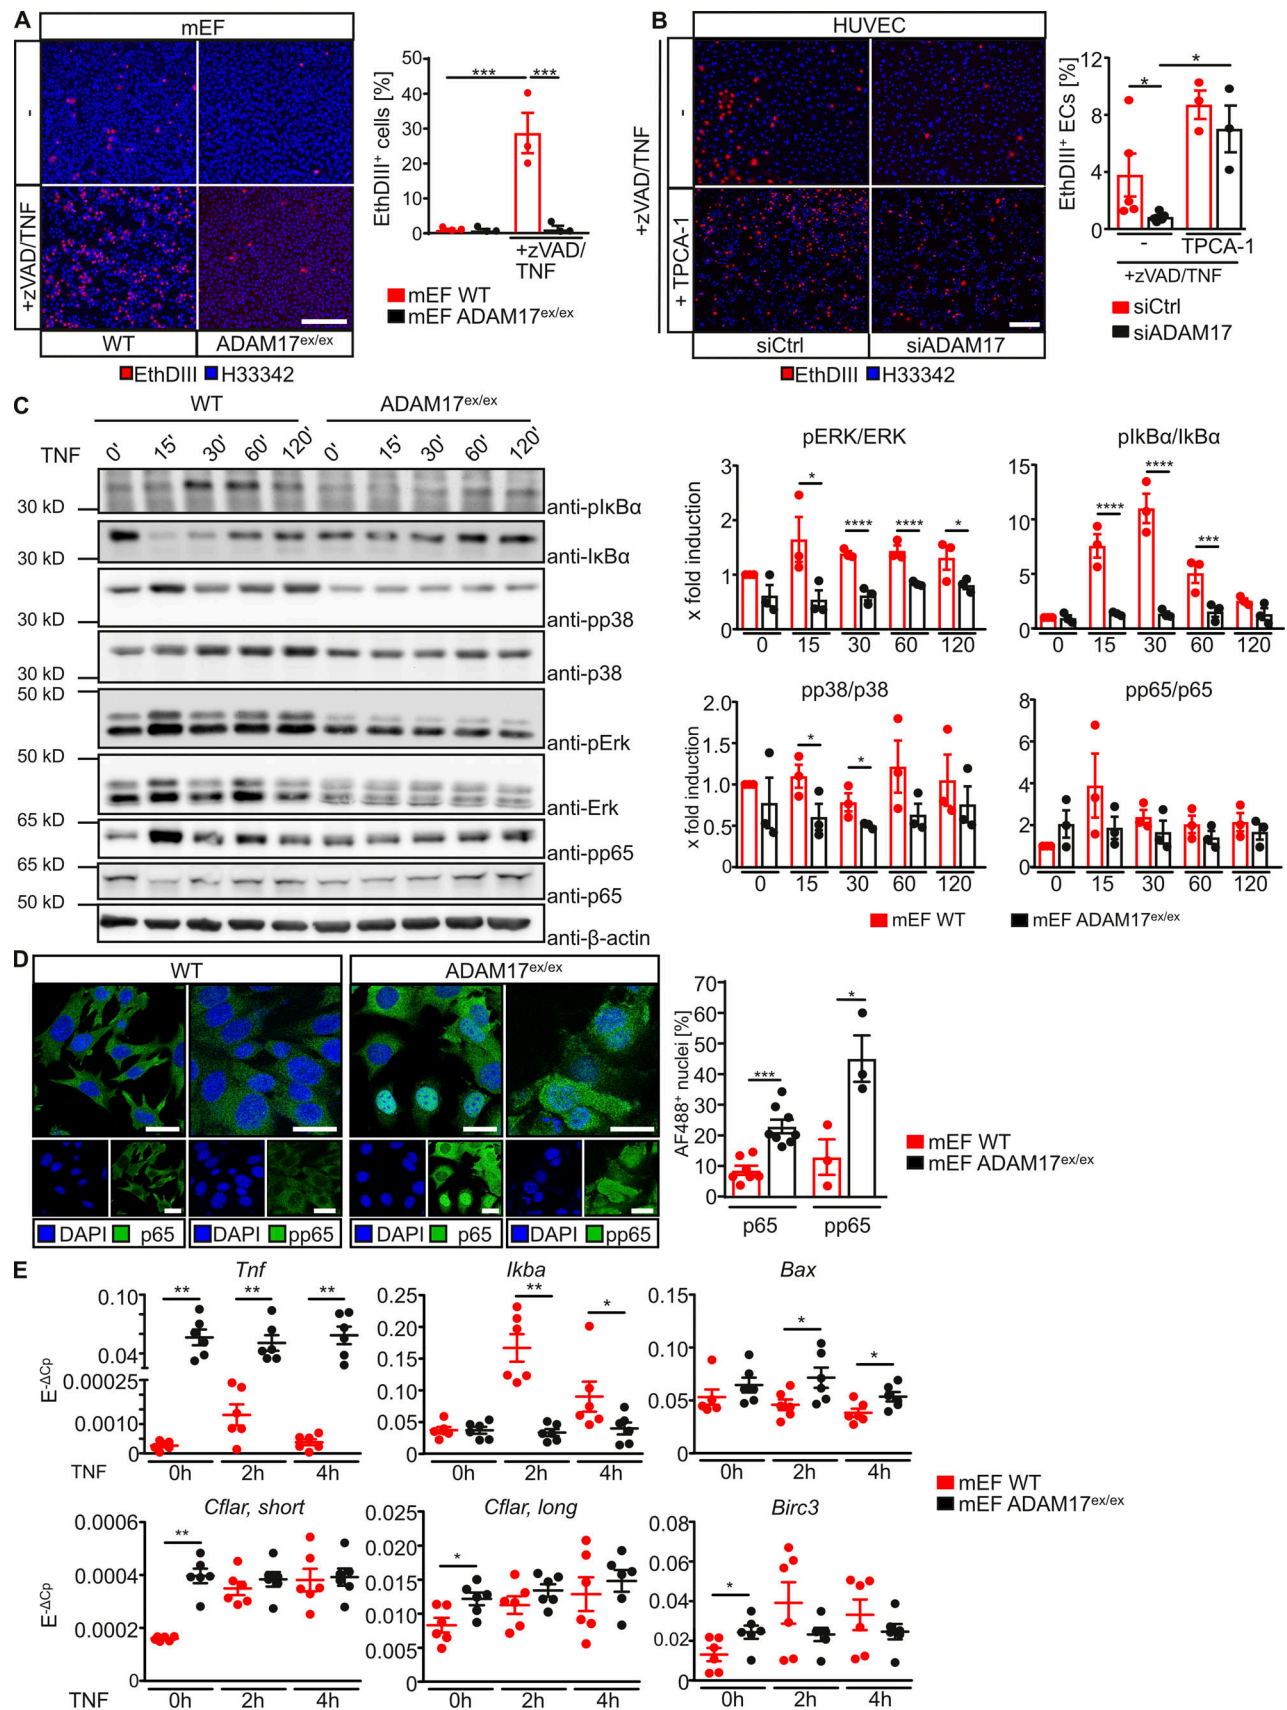 A
mEF
-
+zVAD/TNF
WT
ADAM17ex/ex
EthDIII H33342
EthDIII+ cells [%]
50
40
30
20
10
0
***
***
+zVAD/
TNF
mEF WT
mEF ADAM17ex/ex
B
HUVEC
+zVAD/TNF
-
+ TPCA-1
siCtrl
siADAM17
EthDIII H33342
EthDIII+ ECs [%]
12
8
4
0
*
*
-
TPCA-1
+zVAD/TNF
siCtrl
siADAM17
C
WT
ADAM17ex/ex
TNF
0' 15' 30' 60' 120' 0' 15' 30' 60' 120'
30 kD
anti-pIκBα
30 kD
anti-IκBα
30 kD
anti-pp38
30 kD
anti-p38
50 kD
anti-pErk
50 kD
anti-Erk
65 kD
anti-pp65
65 kD
anti-p65
50 kD
anti-β-actin
pERK/ERK
x fold induction
3
2
1
0
*
****
****
*
0 15 30 60 120
pIkBα/IkBα
15
10
5
0
****
****
***
0 15 30 60 120
pp38/p38
x fold induction
2.0
1.5
1.0
0.5
0
*
*
0 15 30 60 120
pp65/p65
8
6
4
2
0
0 15 30 60 120
mEF WT
mEF ADAM17ex/ex
D
WT
ADAM17ex/ex
DAPI p65
DAPI pp65
DAPI p65
DAPI pp65
AF488+ nuclei [%]
70
60
50
40
30
20
10
0
***
*
p65 pp65
mEF WT
mEF ADAM17ex/ex
E
Tnf
E-ΔCp
0.10
0.04
0.00025
0.0010
0
** ** **
TNF
0h 2h 4h
Ikba
0.25
0.20
0.15
0.10
0.05
0
**
*
0h 2h 4h
Bax
0.15
0.10
0.05
0
*
*
0h 2h 4h
mEF WT
mEF ADAM17ex/ex
Cflar, short
E-ΔCp
0.0006
0.0004
0.0002
0
**
TNF
0h 2h 4h
Cflar, long
0.025
0.020
0.015
0.010
0.005
0
*
0h 2h 4h
Birc3
0.08
0.06
0.04
0.02
0
*
0h 2h 4h